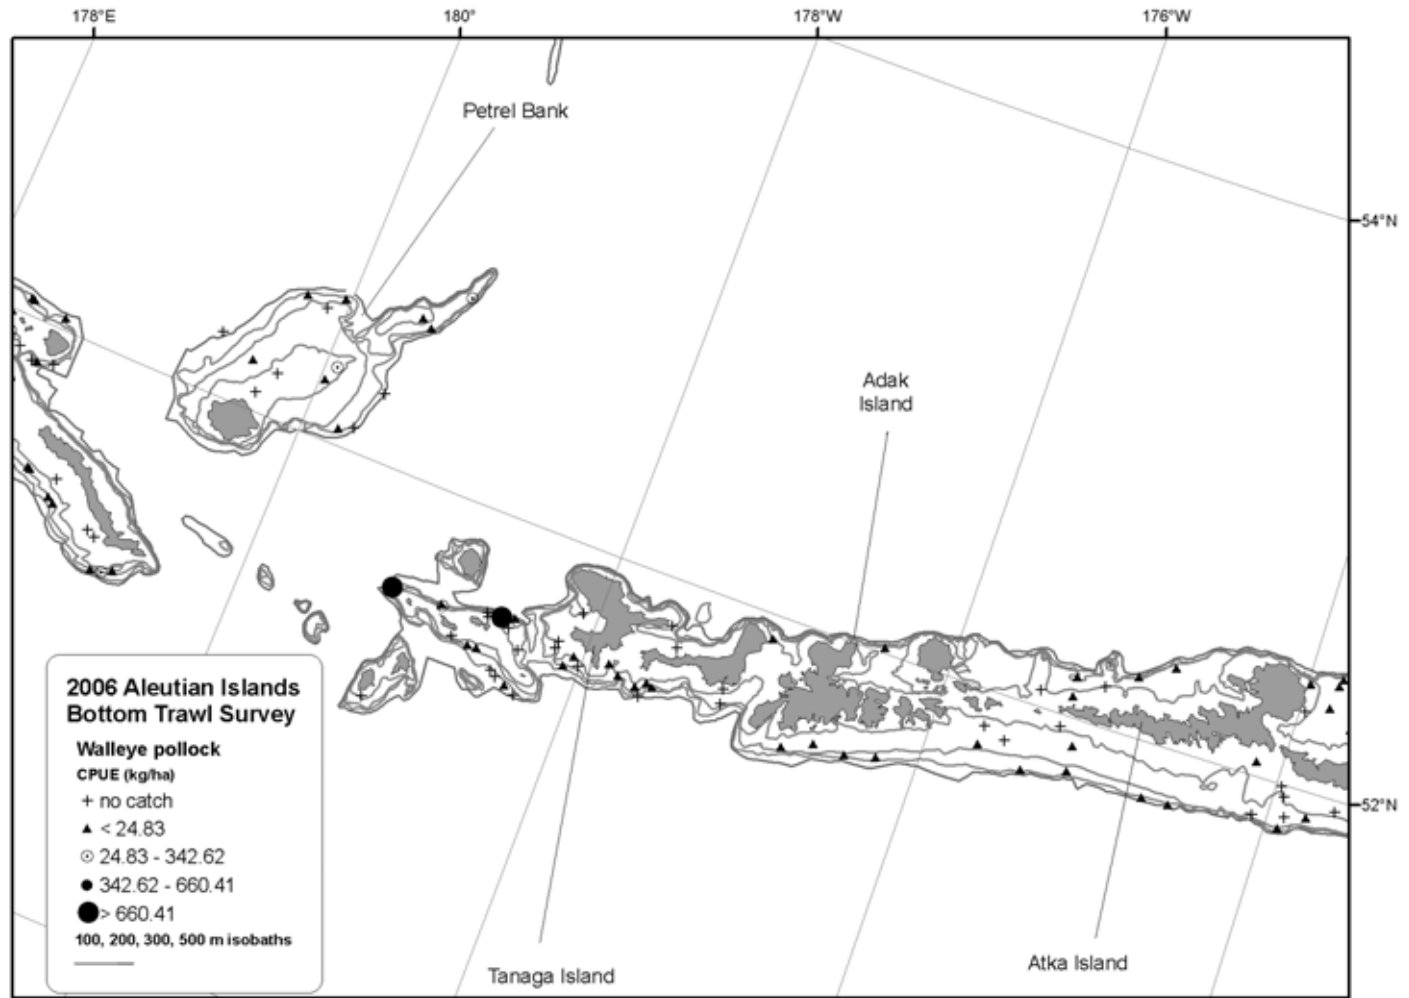 178°E
180°
178°W
176°W
Petrel Bank
54°N
Adak
Island
2006 Aleutian Islands
Bottom Trawl Survey
Walleye pollock
CPUE (kg/ha)
no catch
< 24.83
24.83 - 342.62
342.62 - 660.41
> 660.41
100, 200, 300, 500 m isobaths
52°N
Tanaga Island
Atka Island